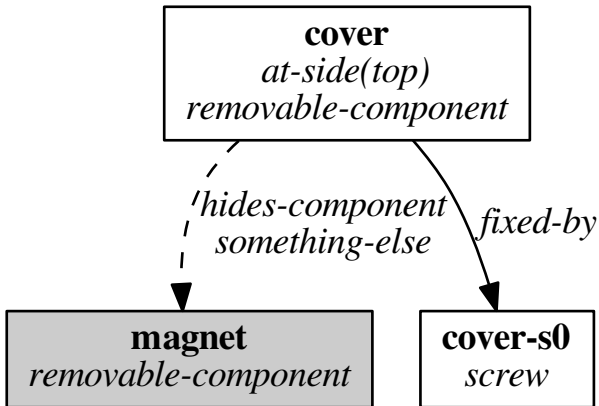 cover
at-side(top)
removable-component
hides-component
something-else
fixed-by
magnet
removable-component
cover-s0
screw